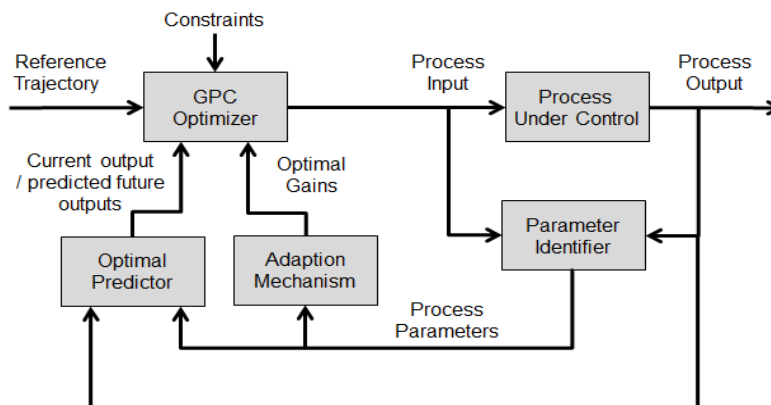 Constraints
Reference
Trajectory
GPC
Optimizer
Process
Input
Process
Under Control
Process
Output
Current output
/ predicted future
outputs
Optimal
Gains
Optimal
Predictor
Adaption
Mechanism
Parameter
Identifier
Process
Parameters